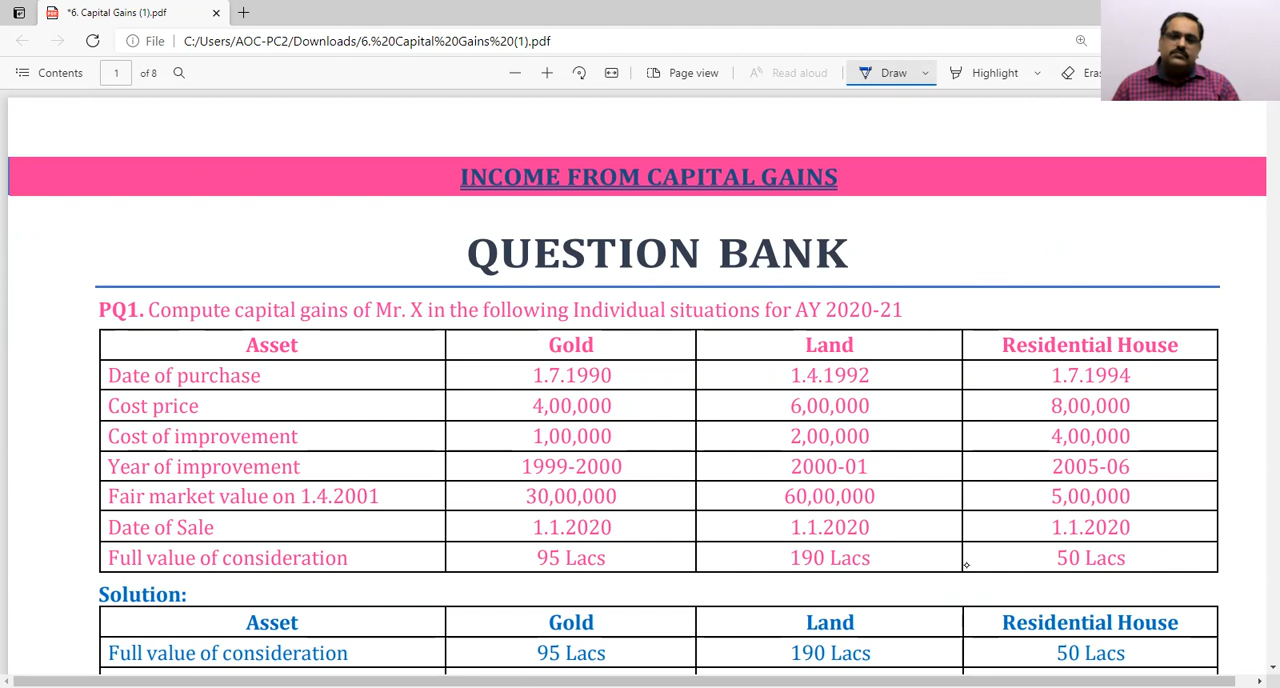 *6. Capital Gains (1).pdf
File C:/Users/AOC-PC2/Downloads/6.%20Capital%20Gains%20(1).pdf
Contents 1 of 8 Page view Read aloud Draw Highlight
INCOME FROM CAPITAL GAINS
QUESTION BANK
PQ1. Compute capital gains of Mr. X in the following Individual situations for AY 2020-21
Asset Gold Land Residential House
Date of purchase 1.7.1990 1.4.1992 1.7.1994
Cost price 4,00,000 6,00,000 8,00,000
Cost of improvement 1,00,000 2,00,000 4,00,000
Year of improvement 1999-2000 2000-01 2005-06
Fair market value on 1.4.2001 30,00,000 60,00,000 5,00,000
Date of Sale 1.1.2020 1.1.2020 1.1.2020
Full value of consideration 95 Lacs 190 Lacs 50 Lacs
Solution:
Asset Gold Land Residential House
Full value of consideration 95 Lacs 190 Lacs 50 Lacs